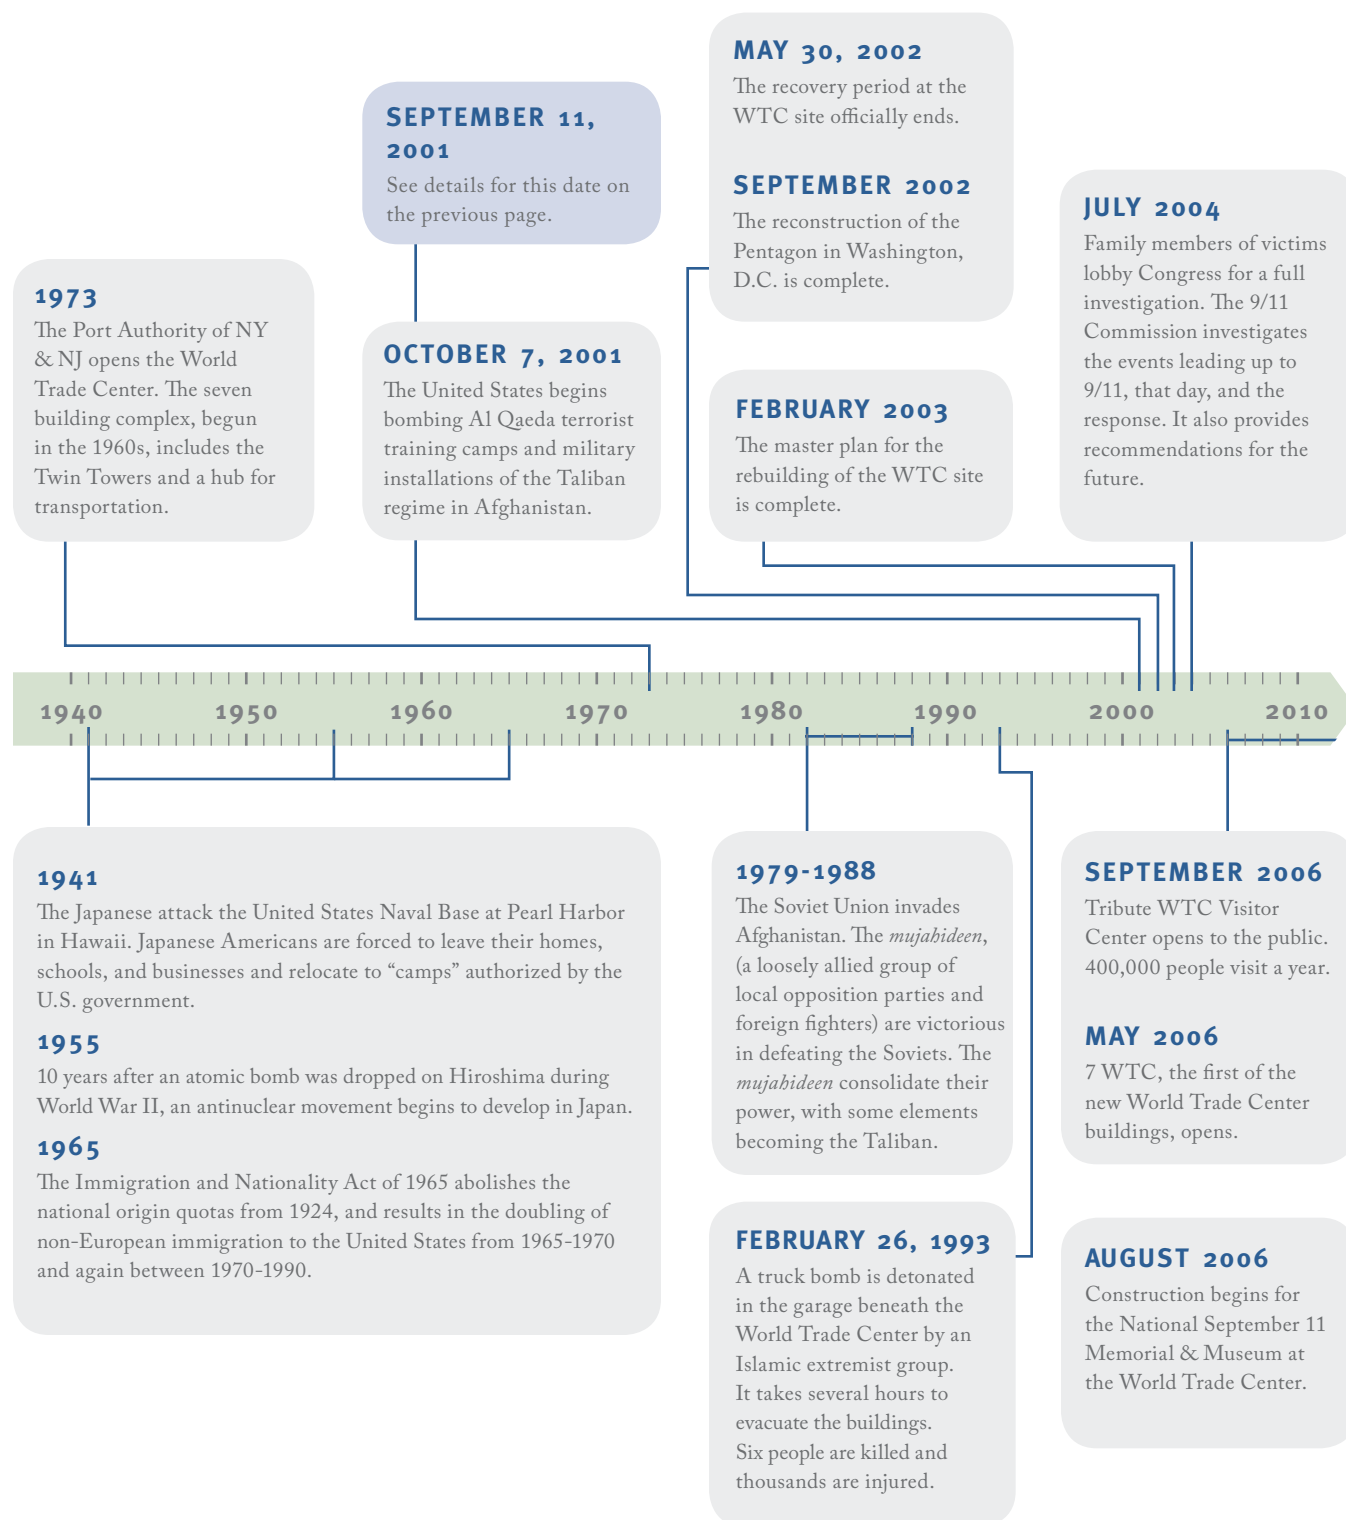 MAY 30, 2002
The recovery period at the
WTC site officially ends.
SEPTEMBER 2002
The reconstruction of the
Pentagon in Washington,
D.C. is complete.
SEPTEMBER 11,
2001
See details for this date on
the previous page.
JULY 2004
Family members of victims
lobby Congress for a full
investigation. The 9/11
Commission investigates
the events leading up to
9/11, that day, and the
response. It also provides
recommendations for the
future.
1973
The Port Authority of NY
& NJ opens the World
Trade Center. The seven
building complex, begun
in the 1960s, includes the
Twin Towers and a hub for
transportation.
OCTOBER 7, 2001
The United States begins
bombing Al Qaeda terrorist
training camps and military
installations of the Taliban
regime in Afghanistan.
FEBRUARY 2003
The master plan for the
rebuilding of the WTC site
is complete.
1940 1950 1960 1970 1980 1990 2000 2010
1941
The Japanese attack the United States Naval Base at Pearl Harbor
in Hawaii. Japanese Americans are forced to leave their homes,
schools, and businesses and relocate to “camps” authorized by the
U.S. government.
1955
10 years after an atomic bomb was dropped on Hiroshima during
World War II, an antinuclear movement begins to develop in Japan.
1965
The Immigration and Nationality Act of 1965 abolishes the
national origin quotas from 1924, and results in the doubling of
non-European immigration to the United States from 1965-1970
and again between 1970-1990.
1979-1988
The Soviet Union invades
Afghanistan. The mujahideen,
(a loosely allied group of
local opposition parties and
foreign fighters) are victorious
in defeating the Soviets. The
mujahideen consolidate their
power, with some elements
becoming the Taliban.
FEBRUARY 26, 1993
A truck bomb is detonated
in the garage beneath the
World Trade Center by an
Islamic extremist group.
It takes several hours to
evacuate the buildings.
Six people are killed and
thousands are injured.
SEPTEMBER 2006
Tribute WTC Visitor
Center opens to the public.
400,000 people visit a year.
MAY 2006
7 WTC, the first of the
new World Trade Center
buildings, opens.
AUGUST 2006
Construction begins for
the National September 11
Memorial & Museum at
the World Trade Center.